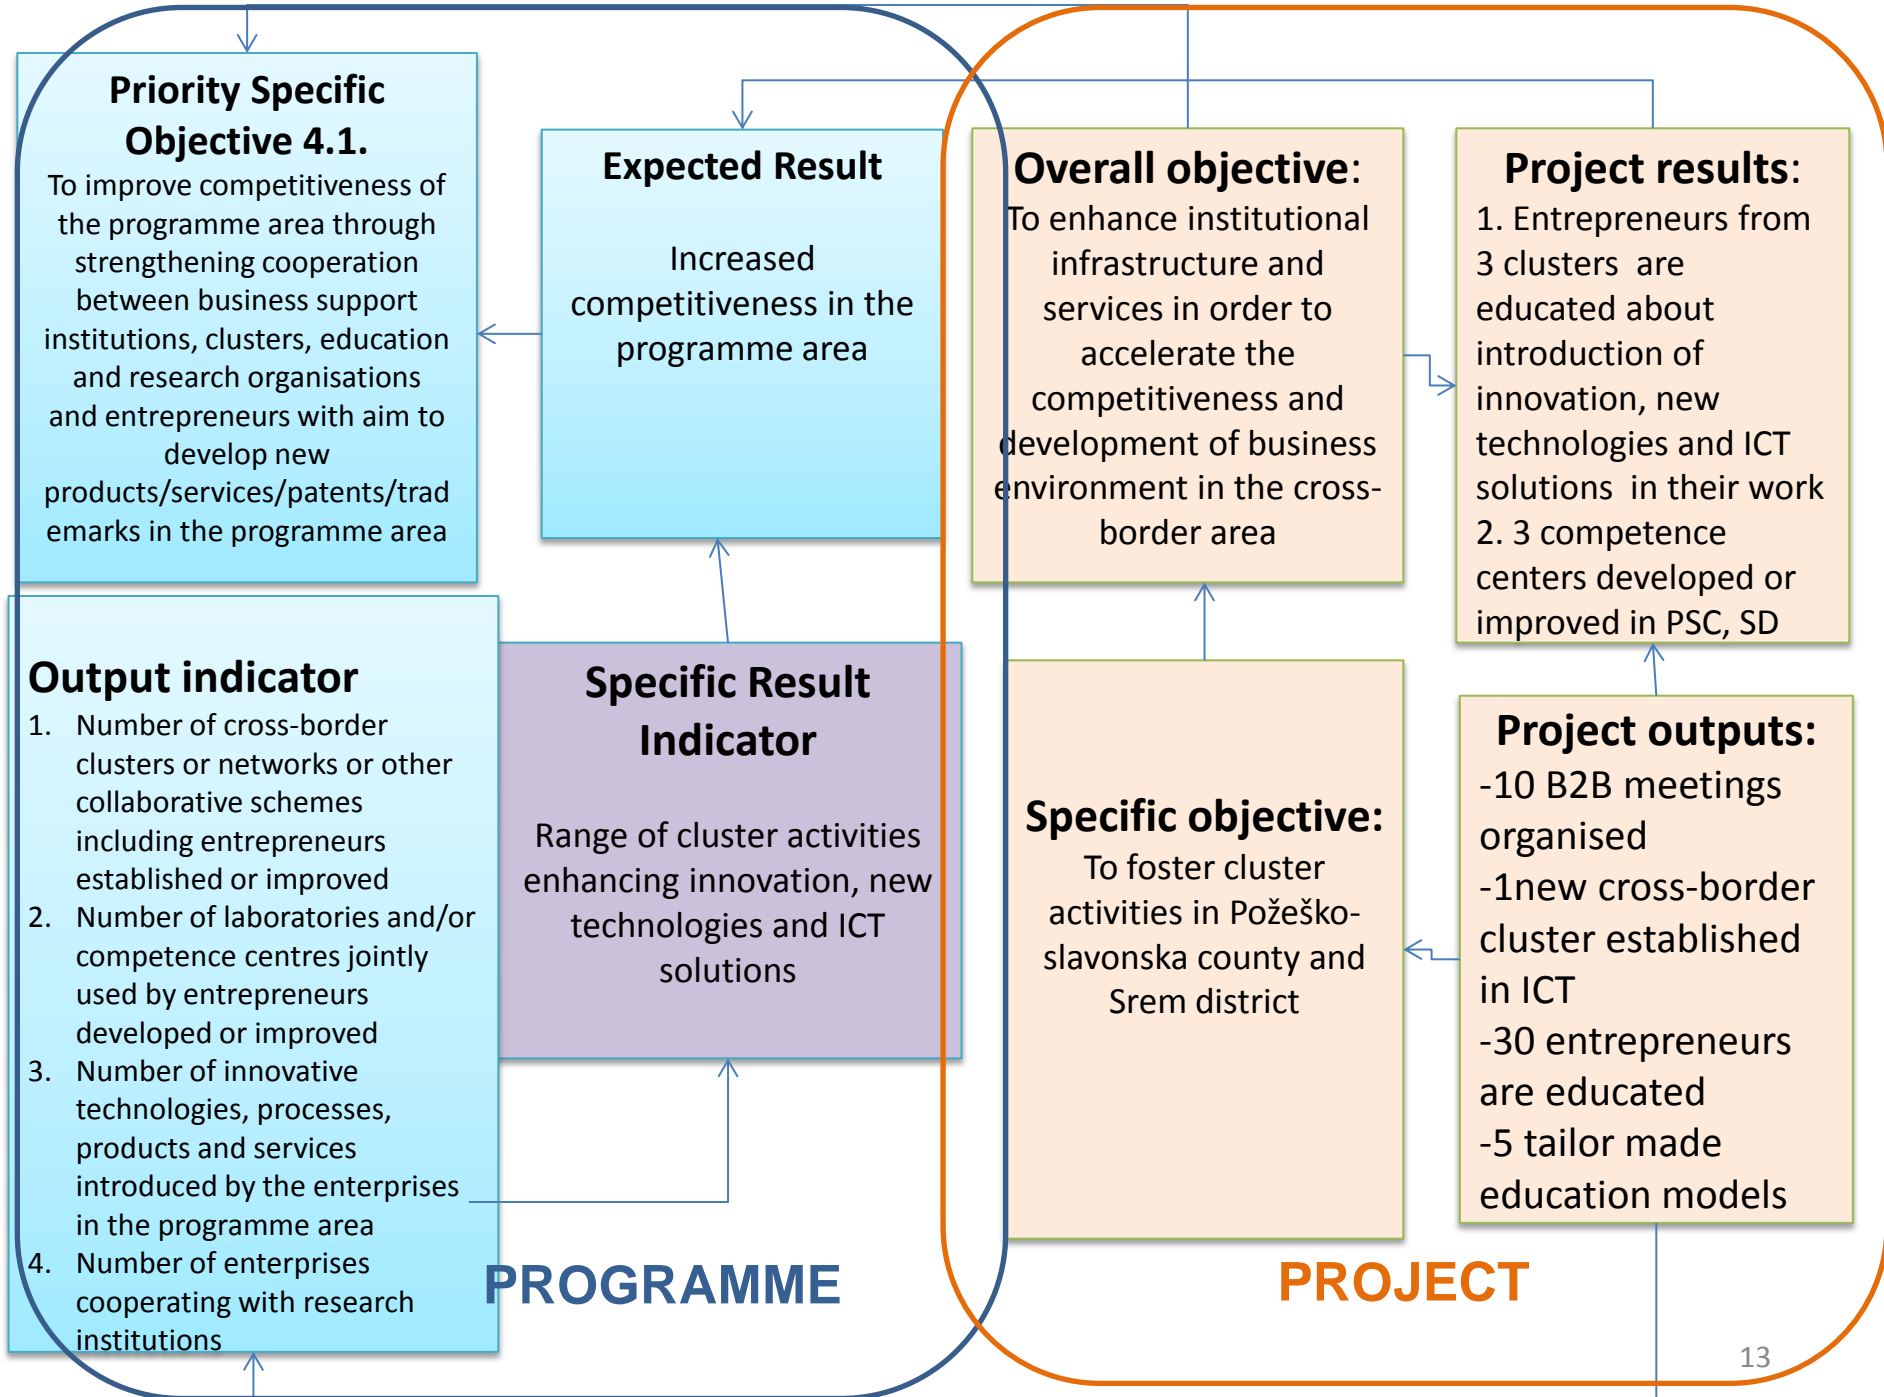 Priority Specific
Objective 4.1.
To improve competitiveness of
the programme area through
strengthening cooperation
between business support
institutions, clusters, education
and research organisations
and entrepreneurs with aim to
develop new
products/services/patents/trad
emarks in the programme area
Expected Result
Increased
competitiveness in the
programme area
Overall objective:
To enhance institutional
infrastructure and
services in order to
accelerate the
competitiveness and
development of business
environment in the cross-
border area
Project results:
1. Entrepreneurs from
3 clusters are
educated about
introduction of
innovation, new
technologies and ICT
solutions in their work
2. 3 competence
centers developed or
improved in PSC, SD
Output indicator
1. Number of cross-border
clusters or networks or other
collaborative schemes
including entrepreneurs
established or improved
2. Number of laboratories and/or
competence centres jointly
used by entrepreneurs
developed or improved
3. Number of innovative
technologies, processes,
products and services
introduced by the enterprises
in the programme area
4. Number of enterprises
cooperating with research
institutions
Specific Result
Indicator
Range of cluster activities
enhancing innovation, new
technologies and ICT
solutions
Specific objective:
To foster cluster
activities in Požeško-
slavonska county and
Srem district
Project outputs:
-10 B2B meetings
organised
-1new cross-border
cluster established
in ICT
-30 entrepreneurs
are educated
-5 tailor made
education models
PROGRAMME
PROJECT
13